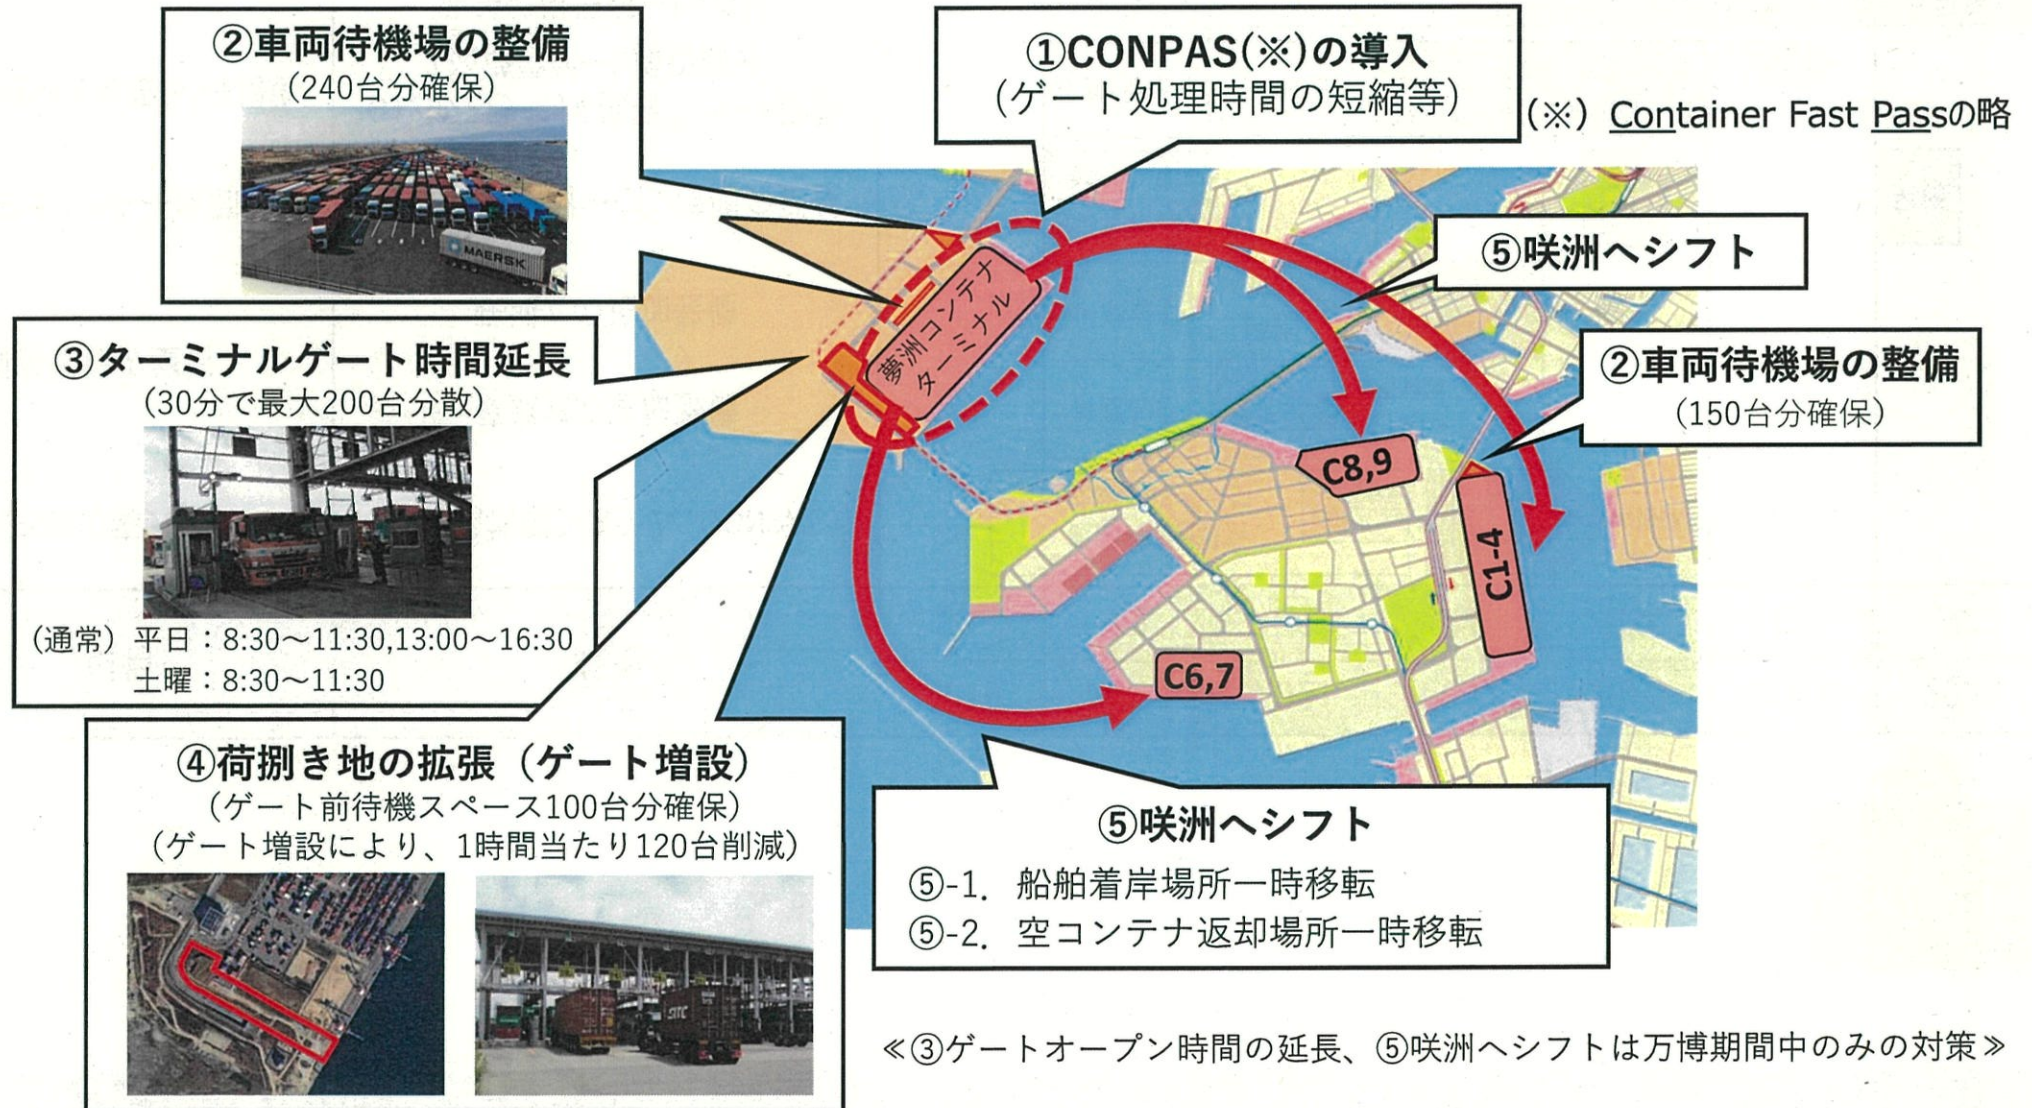 ②車両待機場の整備
(240台分確保)
MAERSK
①CONPAS(※)の導入
(ゲート処理時間の短縮等)
(※) Container Fast Passの略
⑤咲洲へシフト
夢洲コンテナ
ターミナル
③ターミナルゲート時間延長
(30分で最大200台分散)
(通常) 平日：8:30～11:30,13:00～16:30
土曜：8:30～11:30
②車両待機場の整備
(150台分確保)
C8,9
C1-4
C6,7
④荷捌き地の拡張（ゲート増設）
(ゲート前待機スペース100台分確保)
(ゲート増設により、1時間当たり120台削減)
SITC
⑤咲洲へシフト
⑤-1．船舶着岸場所一時移転
⑤-2．空コンテナ返却場所一時移転
≪③ゲートオープン時間の延長、⑤咲洲へシフトは万博期間中のみの対策≫